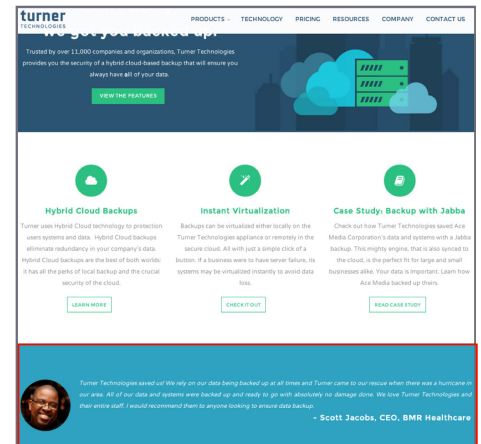 turner
TECHNOLOGIES
PRODUCTS
TECHNOLOGY
PRICING
RESOURCES
COMPANY
CONTACT US
we got you backed up!
Trusted by over 11,000 companies and organizations, Turner Technologies
provides you the security of a hybrid cloud-based backup that will ensure you
always have all of your data.
VIEW THE FEATURES
Hybrid Cloud Backups
Turner uses Hybrid Cloud technology to protection
users systems and data. Hybrid Cloud backups
eliminate redundancy in your company's data.
Hybrid Cloud backups are the best of both worlds:
it has all the perks of local backup and the crucial
security of the cloud.
LEARN MORE
Instant Virtualization
Backups can be virtualized either locally on the
Turner Technologies appliance or remotely in the
secure cloud. All with just a simple click of a
button. If a business were to have server failure, its
systems may be virtualized instantly to avoid data
loss.
CHECK IT OUT
Case Study: Backup with Jabba
Check out how Turner Technologies saved Ace
Media Corporation's data and systems with a Jabba
backup. This mighty engine, that is also synced to
the cloud, is the perfect fit for large and small
businesses alike. Your data is important. Learn how
Ace Media backed up theirs.
READ CASE STUDY
Turner Technologies saved us! We rely on our data being backed up at all times and Turner came to our rescue when there was a hurricane in
our area. All of our data and systems were backed up and ready to go with absolutely no damage done. We love Turner Technologies and
their entire staff. I would recommend them to anyone looking to ensure data backup.
- Scott Jacobs, CEO, BMR Healthcare